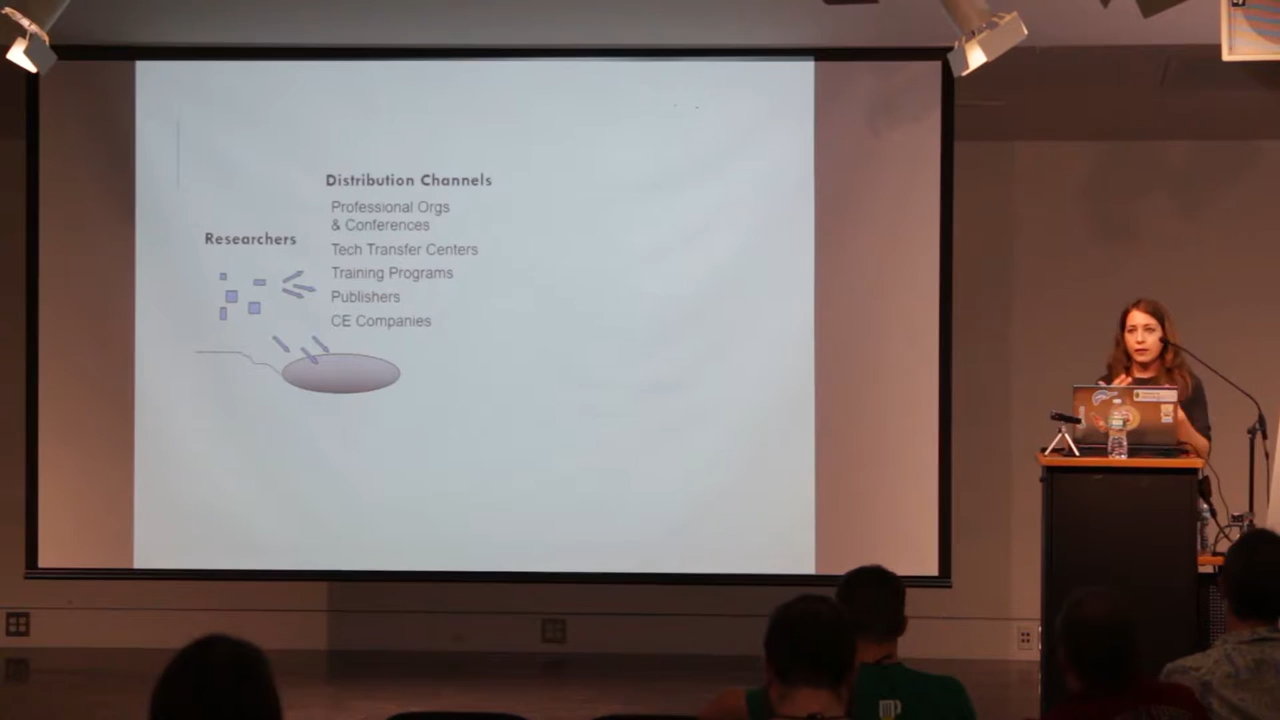 Distribution Channels
Professional Orgs
& Conferences
Researchers
Tech Transfer Centers
Training Programs
Publishers
CE Companies